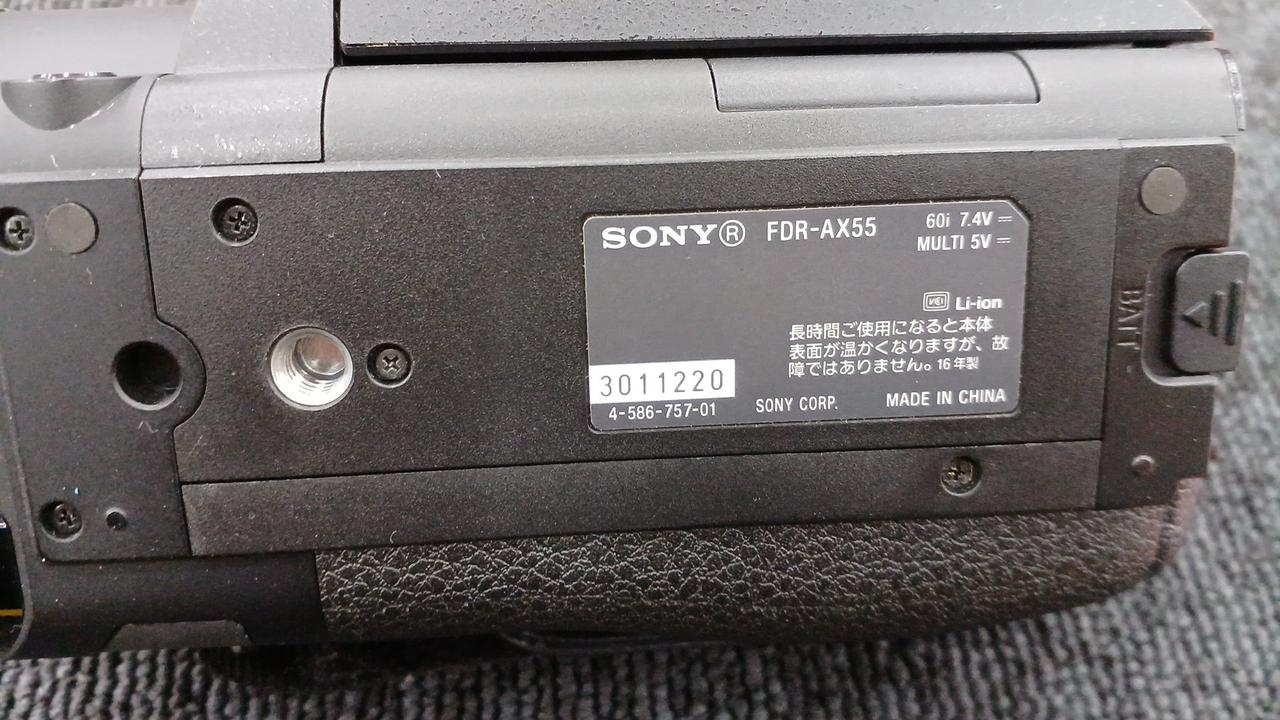 SONY® FDR-AX55
60i 7.4V ⎓
MULTI 5V ⎓
Li-ion
長時間ご使用になると本体
表面が温かくなりますが、故
障ではありません。16年製
3011220
4-586-757-01 SONY CORP. MADE IN CHINA
BATT